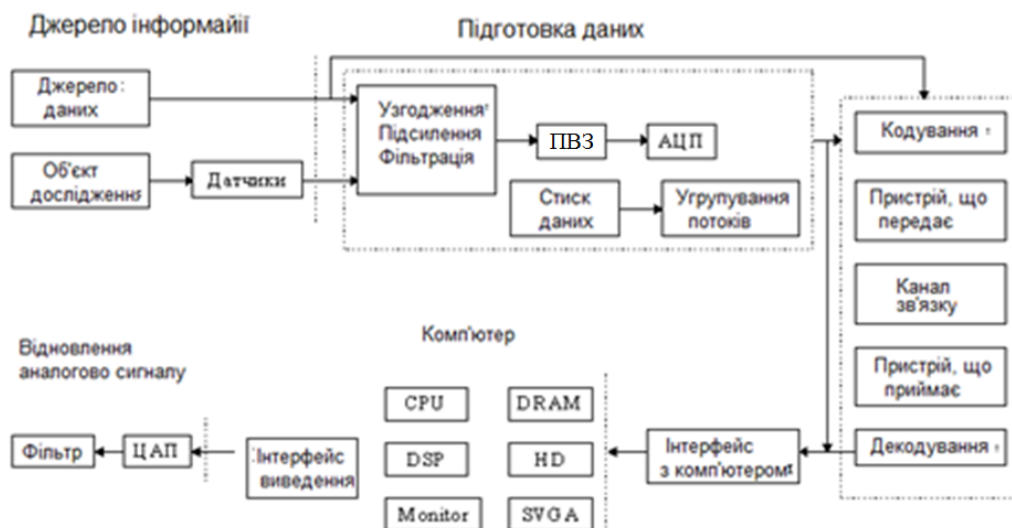 Джерело інформайії
Підготовка даних
Джерело:
даних
Об'єкт
дослідження
Датчики
Узгодження
Підсилення
Фільтрація
ПВЗ
АЦП
Стиск
даних
Угрупування
потоків
Кодування
Пристрій, що
передає
Канал
зв'язку
Пристрій, що
приймає
Декодування
Відновлення
аналогово сигналу
Комп'ютер
CPU
DRAM
DSP
HD
Monitor
SVGA
Фільтр
ЦАП
Інтерфейс
виведення
Інтерфейс
з комп'ютером